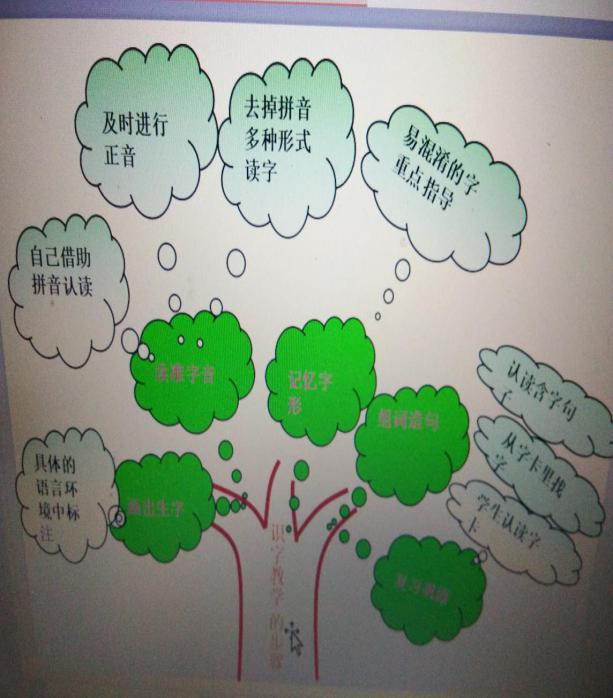 及时进行
正音
去掉拼音
多种形式
读字
易混淆的字
重点指导
自己借助
拼音认读
读准字音
记忆字
形
组词造句
认读含字句
子
从字卡里找
字
学生认读字
卡
具体的
语言环
境中标
注
画出生字
复习巩固
识字教学 的步骤